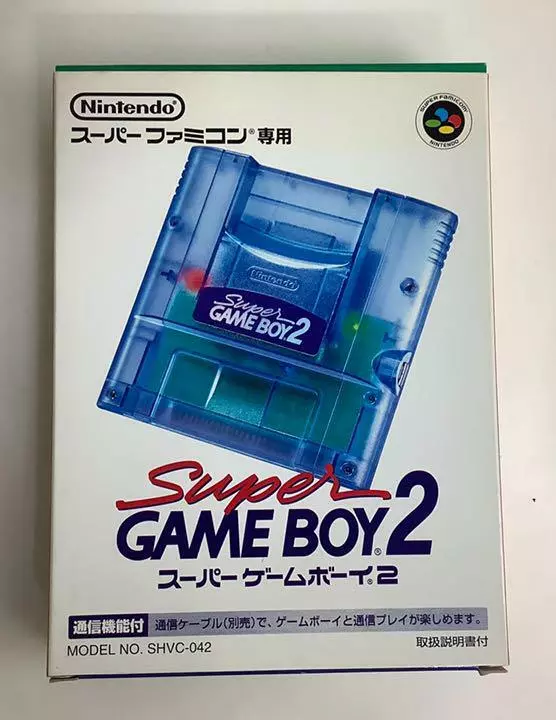 Nintendo®
スーパーファミコン®専用
SUPER FAMICOM
NINTENDO
Nintendo
Super
GAME BOY 2
Super
GAME BOY®2
スーパーゲームボーイ®2
通信機能付 通信ケーブル(別売)で、ゲームボーイと通信プレイが楽しめます。
MODEL NO. SHVC-042 取扱説明書付